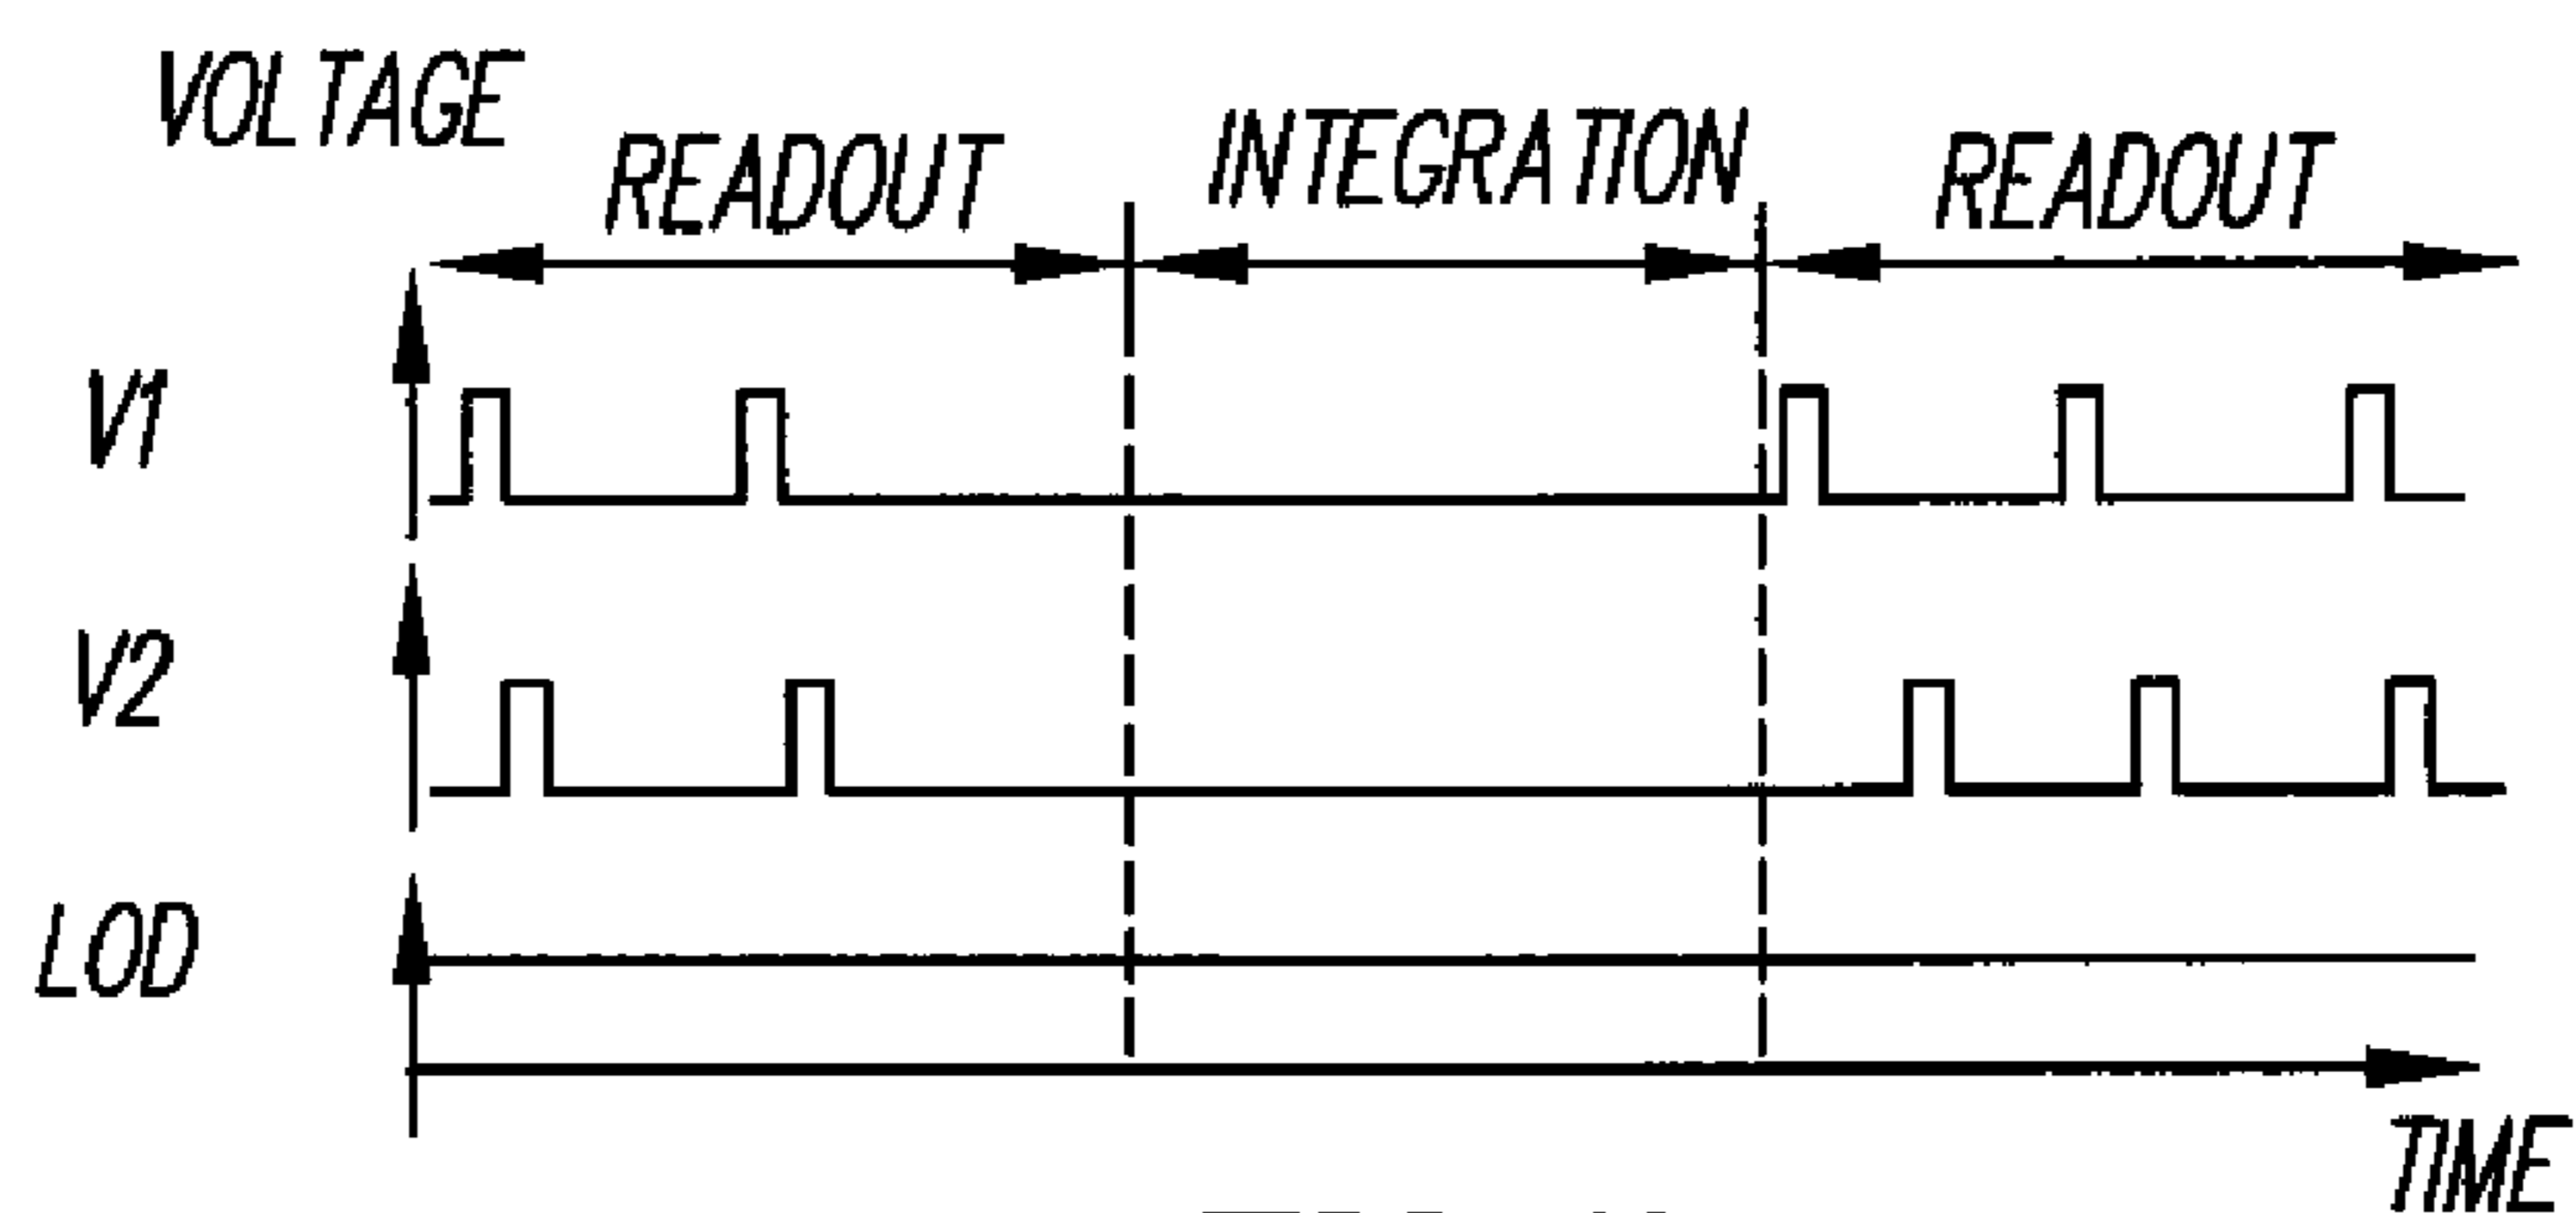 VOLTAGE
READOUT INTEGRATION READOUT
V1
V2
LOD
TIME